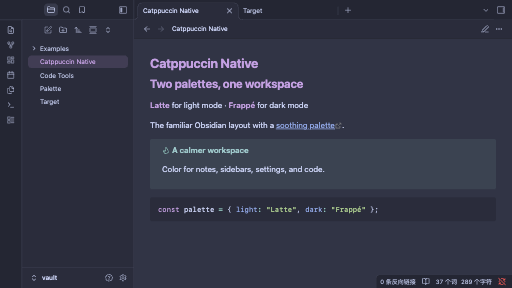 Catppuccin Native
Target
Catppuccin Native
Examples
Catppuccin Native
Code Tools
Palette
Target
Catppuccin Native
Two palettes, one workspace
Latte for light mode · Frappé for dark mode
The familiar Obsidian layout with a soothing palette.
A calmer workspace
Color for notes, sidebars, settings, and code.
const palette = { light: "Latte", dark: "Frappé" };
vault
0 条反向链接 37 个词 289 个字符